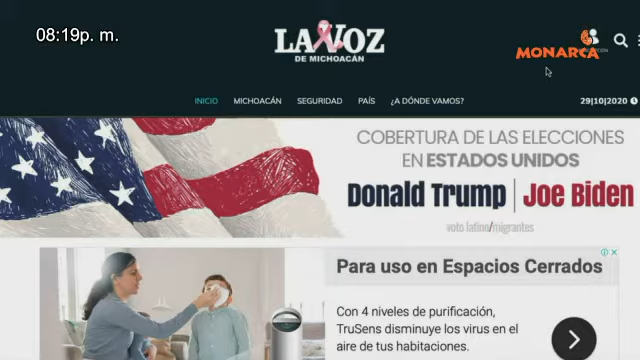 08:19p. m.
LA VOZ
DE MICHOACÁN
MONARCA
INICIO
MICHOACÁN
SEGURIDAD
PAÍS
¿A DÓNDE VAMOS?
29|10|2020
COBERTURA DE LAS ELECCIONES
EN ESTADOS UNIDOS
Donald Trump | Joe Biden
voto latino/migrantes
Para uso en Espacios Cerrados
Con 4 niveles de purificación,
TruSens disminuye los virus en el
aire de tus habitaciones.